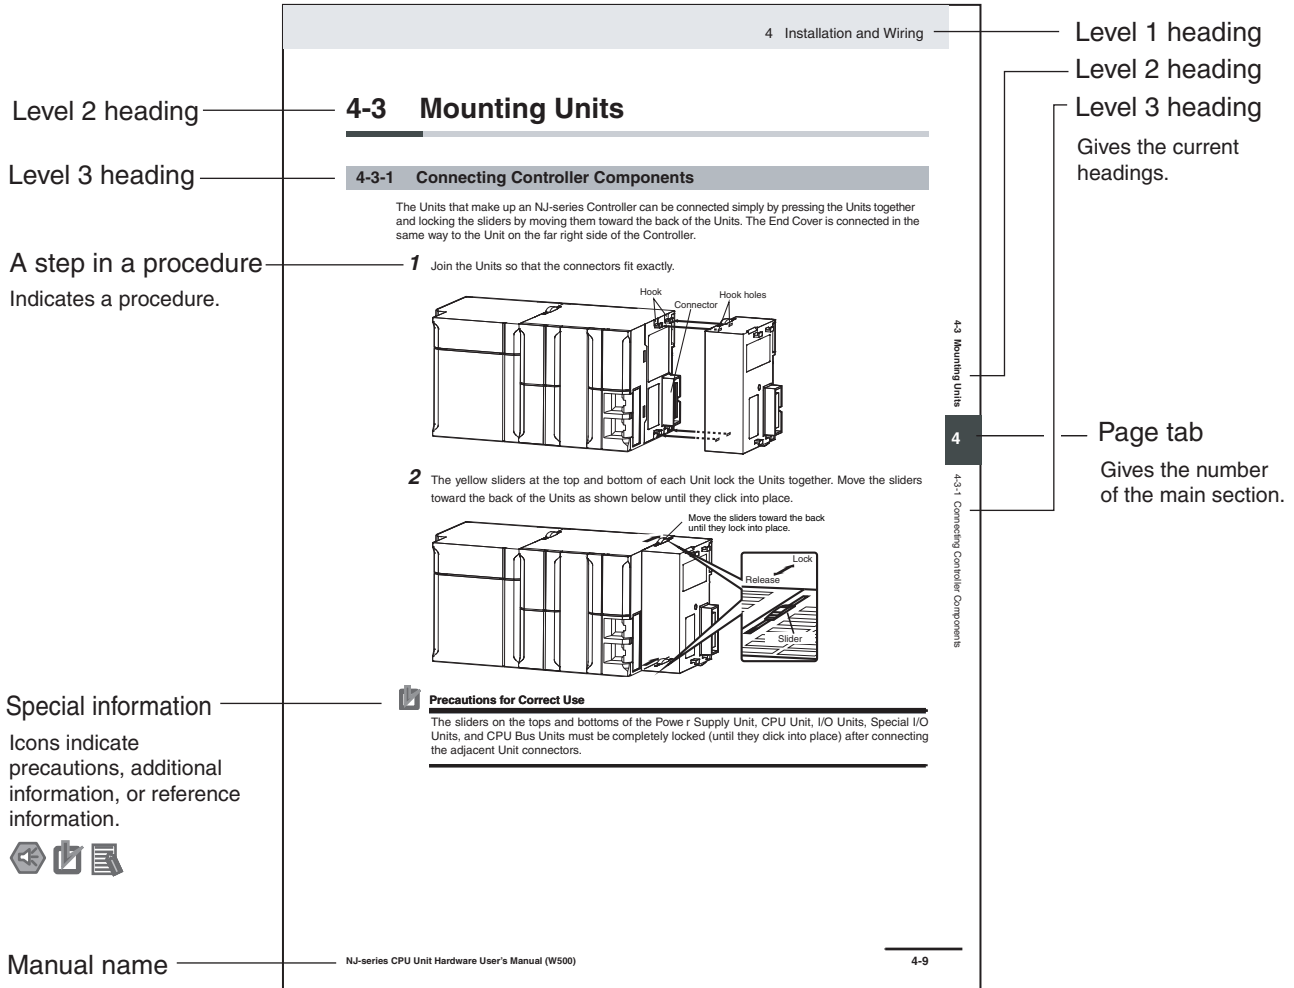 4 Installation and Wiring
Level 1 heading
Level 2 heading
Level 3 heading
Gives the current
headings.
Level 2 heading
4-3 Mounting Units
Level 3 heading
4-3-1 Connecting Controller Components
The Units that make up an NJ-series Controller can be connected simply by pressing the Units together
and locking the sliders by moving them toward the back of the Units. The End Cover is connected in the
same way to the Unit on the far right side of the Controller.
A step in a procedure
Indicates a procedure.
1 Join the Units so that the connectors fit exactly.
Hook
Connector
Hook holes
4-3 Mounting Units
4
Page tab
Gives the number
of the main section.
4-3-1 Connecting Controller Components
2 The yellow sliders at the top and bottom of each Unit lock the Units together. Move the sliders
toward the back of the Units as shown below until they click into place.
Move the sliders toward the back
until they lock into place.
Lock
Release
Slider
Special information
Icons indicate
precautions, additional
information, or reference
information.
Precautions for Correct Use
The sliders on the tops and bottoms of the Powe r Supply Unit, CPU Unit, I/O Units, Special I/O
Units, and CPU Bus Units must be completely locked (until they click into place) after connecting
the adjacent Unit connectors.
Manual name
NJ-series CPU Unit Hardware User's Manual (W500)
4-9